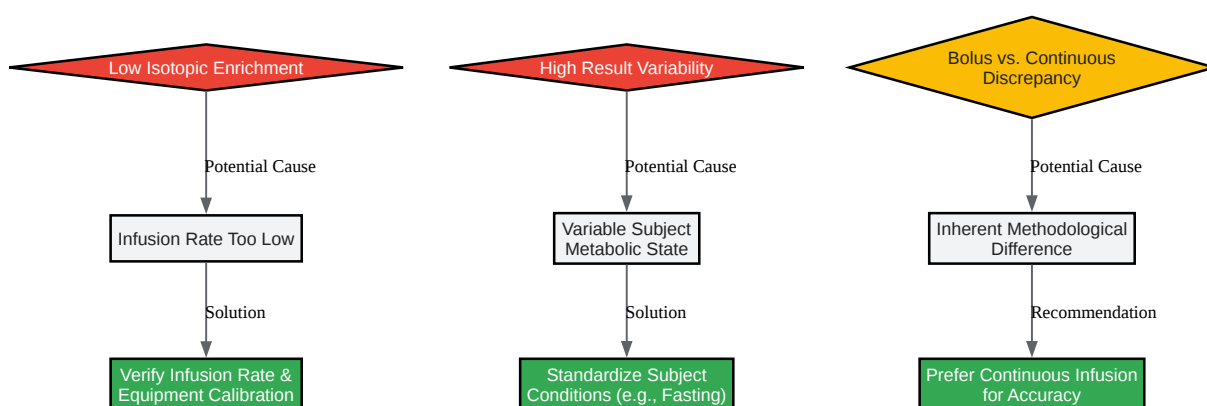 Low Isotopic Enrichment
High Result Variability
Bolus vs. Continuous
Discrepancy
Potential Cause
Potential Cause
Potential Cause
Infusion Rate Too Low
Variable Subject
Metabolic State
Inherent Methodological
Difference
Solution
Solution
Recommendation
Verify Infusion Rate &
Equipment Calibration
Standardize Subject
Conditions (e.g., Fasting)
Prefer Continuous Infusion
for Accuracy